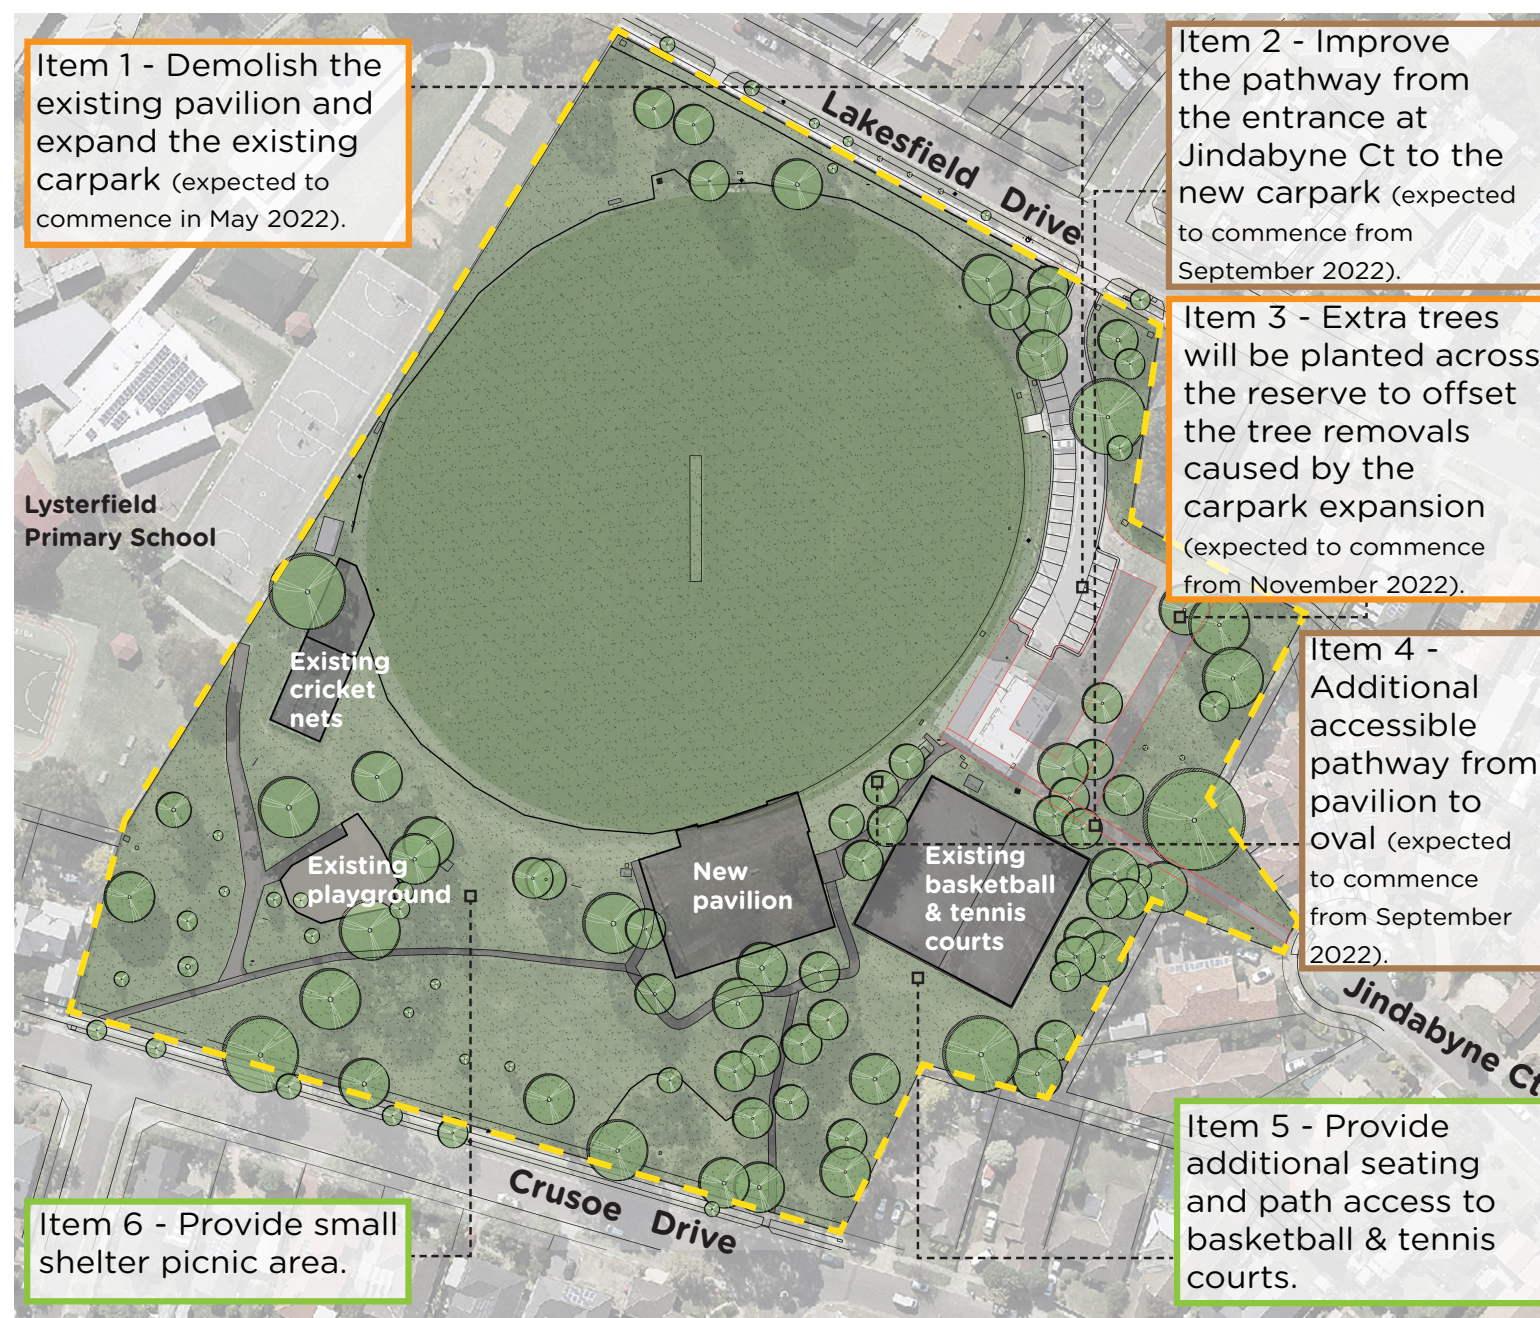 Item 1 - Demolish the
existing pavilion and
expand the existing
carpark (expected to
commence in May 2022).
Lakesfield Drive
Item 2 - Improve
the pathway from
the entrance at
Jindabyne Ct to the
new carpark (expected
to commence from
September 2022).
Item 3 - Extra trees
will be planted across
the reserve to offset
the tree removals
caused by the
carpark expansion
(expected to commence
from November 2022).
Lysterfield
Primary School
Existing
cricket
nets
Item 4 -
Additional
accessible
pathway from
pavilion to
oval (expected
to commence
from September
2022).
Existing
playground
New
pavilion
Existing
basketball
& tennis
courts
Jindabyne Ct
Item 5 - Provide
additional seating
and path access to
basketball & tennis
courts.
Crusoe Drive
Item 6 - Provide small
shelter picnic area.